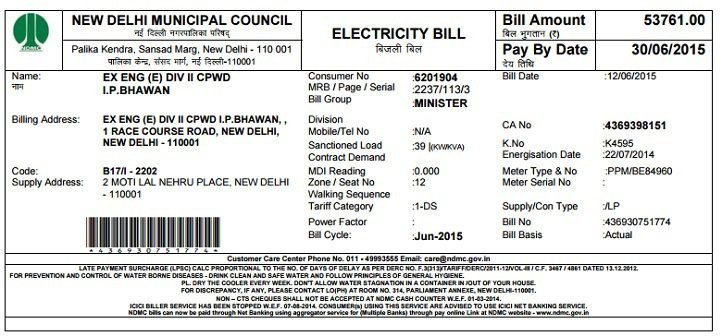 NDMC
NEW DELHI MUNICIPAL COUNCIL
नई दिल्ली नगरपालिका परिषद्
Palika Kendra, Sansad Marg, New Delhi - 110 001
पालिका केन्द्र, संसद मार्ग, नई दिल्ली-110001
ELECTRICITY BILL
बिजली बिल
Bill Amount 53761.00
बिल भुगतान (₹)
Pay By Date 30/06/2015
देय तिथि
Name: EX ENG (E) DIV II CPWD
नाम I.P.BHAWAN
Billing Address: EX ENG (E) DIV II CPWD I.P.BHAWAN, ,
1 RACE COURSE ROAD, NEW DELHI,
NEW DELHI - 110001
Code: B17/I - 2202
Supply Address: 2 MOTI LAL NEHRU PLACE, NEW DELHI
- 110001
*436930751774*
Consumer No :6201904
MRB / Page / Serial :2237/113/3
Bill Group :MINISTER
Division
Mobile/Tel No :N/A
Sanctioned Load :39 |(KW/KVA)
Contract Demand
MDI Reading :0.000
Zone / Seat No :12
Walking Sequence
Tariff Category :1-DS
Power Factor :
Bill Cycle: :Jun-2015
Bill Date :12/06/2015
CA No :4369398151
K.No :K4595
Energisation Date :22/07/2014
Meter Type & No :PPM/BE84960
Meter Serial No :
Supply/Con Type :/LP
Bill No :436930751774
Bill Basis :Actual
Customer Care Center Phone No. 011 - 49993555 Email: care@ndmc.gov.in
LATE PAYMENT SURCHARGE (LPSC) CALC PROPORTIONAL TO THE NO. OF DAYS OF DELAY AS PER DERC NO. F.3(313)/TARIFF/DERC/2011-12/VOL-III / C.F. 3467 / 4861 DATED 13.12.2012.
FOR PREVENTION AND CONTROL OF WATER BORNE DISEASES - DRINK CLEAN AND SAFE WATER AND FOLLOW PRINCIPLES OF GENERAL HYGIENE.
PL. DRY THE COOLER EVERY WEEK. DON'T ALLOW WATER STAGNATION IN A CONTAINER IN /OUT OF YOUR HOUSE.
FOR DISCREPANCY, IF ANY, PLEASE CONTACT LO(PH) AT ROOM NO. 314, PARLIAMENT ANNEXE, NEW DELHI-110001.
NON - CTS CHEQUES SHALL NOT BE ACCEPTED AT NDMC CASH COUNTER W.E.F. 01-03-2014.
ICICI BILLER SERVICE HAS BEEN STOPPED W.E.F. 07-08-2014. CONSUMER(s) USING THIS SERVICE ARE ADVISED TO USE ICICI NET BANKING SERVICE.
NDMC bills can now be paid through Net Banking using aggregator service for (Multiple Banks) through pay online Link at NDMC website - www.ndmc.gov.in